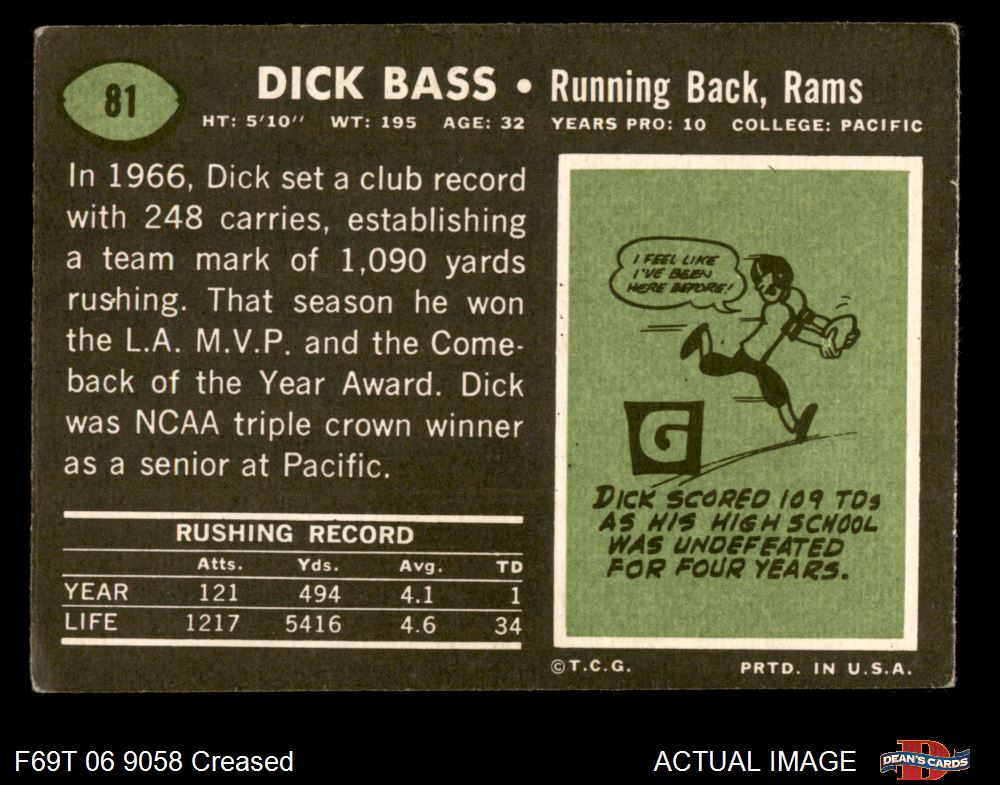 81
DICK BASS • Running Back, Rams
HT: 5'10" WT: 195 AGE: 32 YEARS PRO: 10 COLLEGE: PACIFIC
In 1966, Dick set a club record
with 248 carries, establishing
a team mark of 1,090 yards
rushing. That season he won
the L.A. M.V.P. and the Come-
back of the Year Award. Dick
was NCAA triple crown winner
as a senior at Pacific.
RUSHING RECORD
Atts. Yds. Avg. TD
YEAR 121 494 4.1 1
LIFE 1217 5416 4.6 34
I FEEL LIKE
I'VE BEEN
HERE BEFORE!
G
DICK SCORED 109 TDs
AS HIS HIGH SCHOOL
WAS UNDEFEATED
FOR FOUR YEARS.
©T.C.G. PRTD. IN U.S.A.
F69T 06 9058 Creased ACTUAL IMAGE
D
DEAN'S CARDS